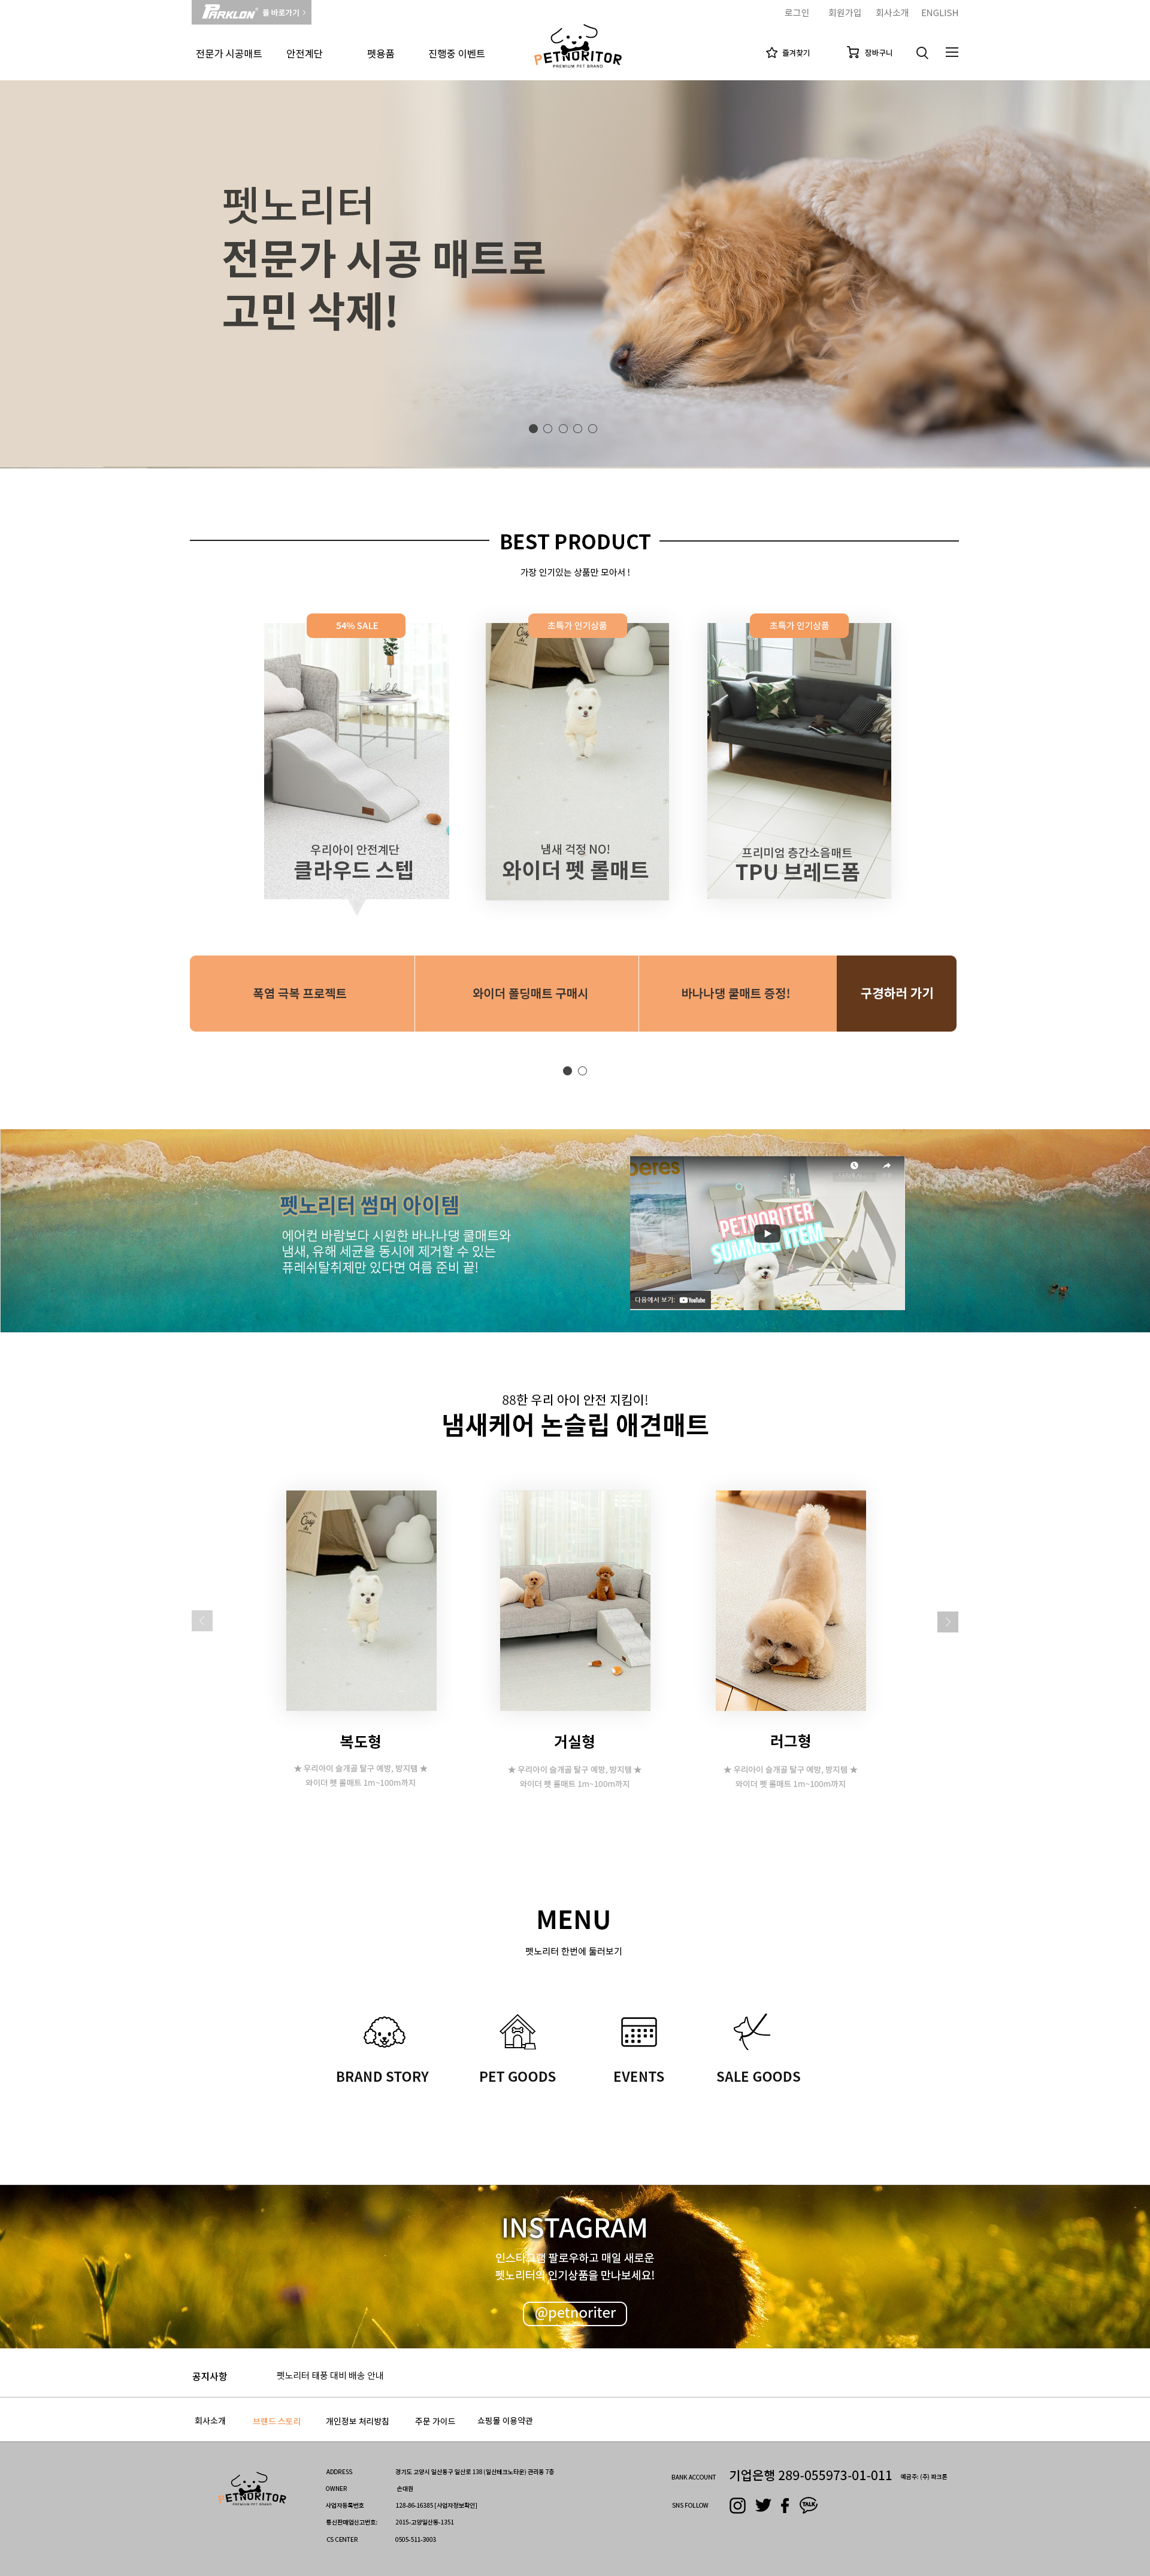 PARKLON® 몰 바로가기 >
로그인 회원가입 회사소개 ENGLISH
전문가 시공매트 안전계단 펫용품 진행중 이벤트
PETNORITOR
PREMIUM PET BRAND
즐겨찾기 장바구니
펫노리터
전문가 시공 매트로
고민 삭제!
BEST PRODUCT
가장 인기있는 상품만 모아서 !
54% SALE
우리아이 안전계단
클라우드 스텝
초특가 인기상품
냄새 걱정 NO!
와이더 펫 롤매트
초특가 인기상품
프리미엄 층간소음매트
TPU 브레드폼
폭염 극복 프로젝트 와이더 폴딩매트 구매시 바나나댕 쿨매트 증정! 구경하러 가기
펫노리터 썸머 아이템
에어컨 바람보다 시원한 바나나댕 쿨매트와
냄새, 유해 세균을 동시에 제거할 수 있는
퓨레쉬탈취제만 있다면 여름 준비 끝!
PETNORITER
SUMMER ITEM
다음에서 보기: YouTube
88한 우리 아이 안전 지킴이!
냄새케어 논슬립 애견매트
복도형
★ 우리아이 슬개골 탈구 예방, 방지템 ★
와이더 펫 롤매트 1m~100m까지
거실형
★ 우리아이 슬개골 탈구 예방, 방지템 ★
와이더 펫 롤매트 1m~100m까지
러그형
★ 우리아이 슬개골 탈구 예방, 방지템 ★
와이더 펫 롤매트 1m~100m까지
MENU
펫노리터 한번에 둘러보기
BRAND STORY PET GOODS EVENTS SALE GOODS
INSTAGRAM
인스타그램 팔로우하고 매일 새로운
펫노리터의 인기상품을 만나보세요!
@petnoriter
공지사항 펫노리터 태풍 대비 배송 안내
회사소개 브랜드 스토리 개인정보 처리방침 주문 가이드 쇼핑몰 이용약관
PETNORITOR
PREMIUM PET BRAND
ADDRESS 경기도 고양시 일산동구 일산로 138 (일산테크노타운) 관리동 7층
OWNER 손대원
사업자등록번호 128-86-16385 [사업자정보확인]
통신판매업신고번호: 2015-고양일산동-1351
CS CENTER 0505-511-3003
BANK ACCOUNT 기업은행 289-055973-01-011 예금주: (주) 파크론
SNS FOLLOW TALK